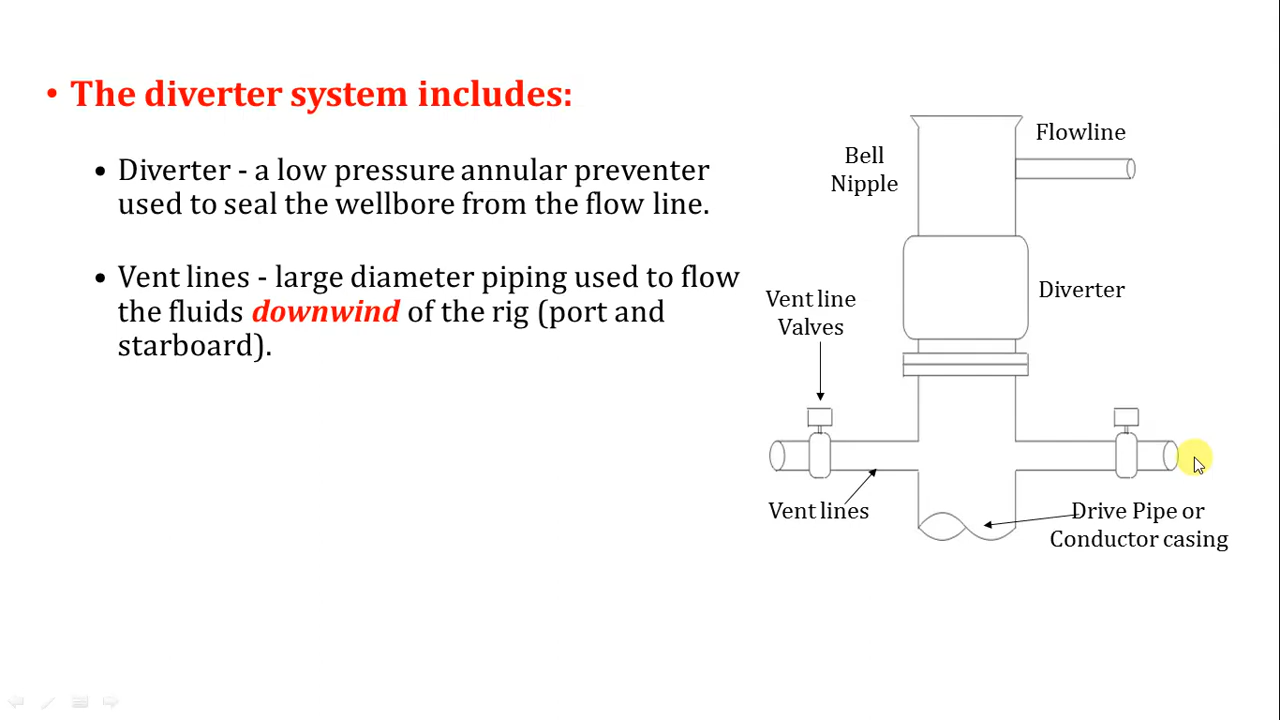 • The diverter system includes:
• Diverter - a low pressure annular preventer
used to seal the wellbore from the flow line.
• Vent lines - large diameter piping used to flow
the fluids downwind of the rig (port and
starboard).
Flowline
Bell
Nipple
Diverter
Vent line
Valves
Vent lines
Drive Pipe or
Conductor casing